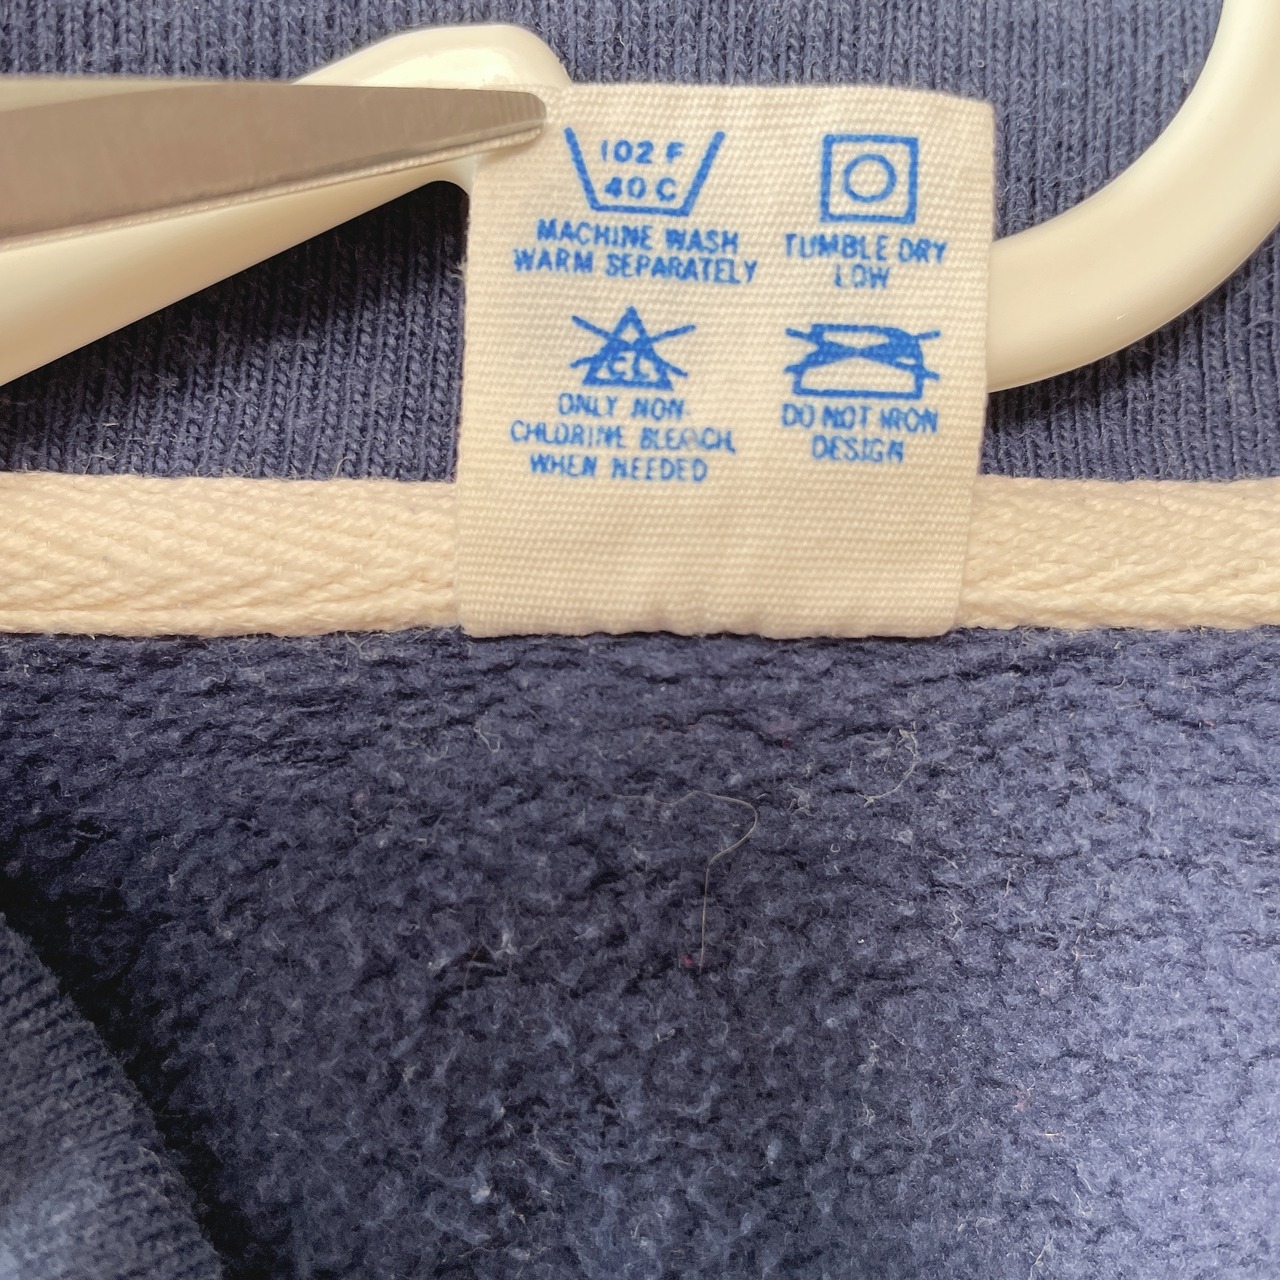 102 F
40 C
MACHINE WASH
WARM SEPARATELY
TUMBLE DRY
LOW
CL
ONLY NON-
CHLORINE BLEACH
WHEN NEEDED
DO NOT IRON
DESIGN